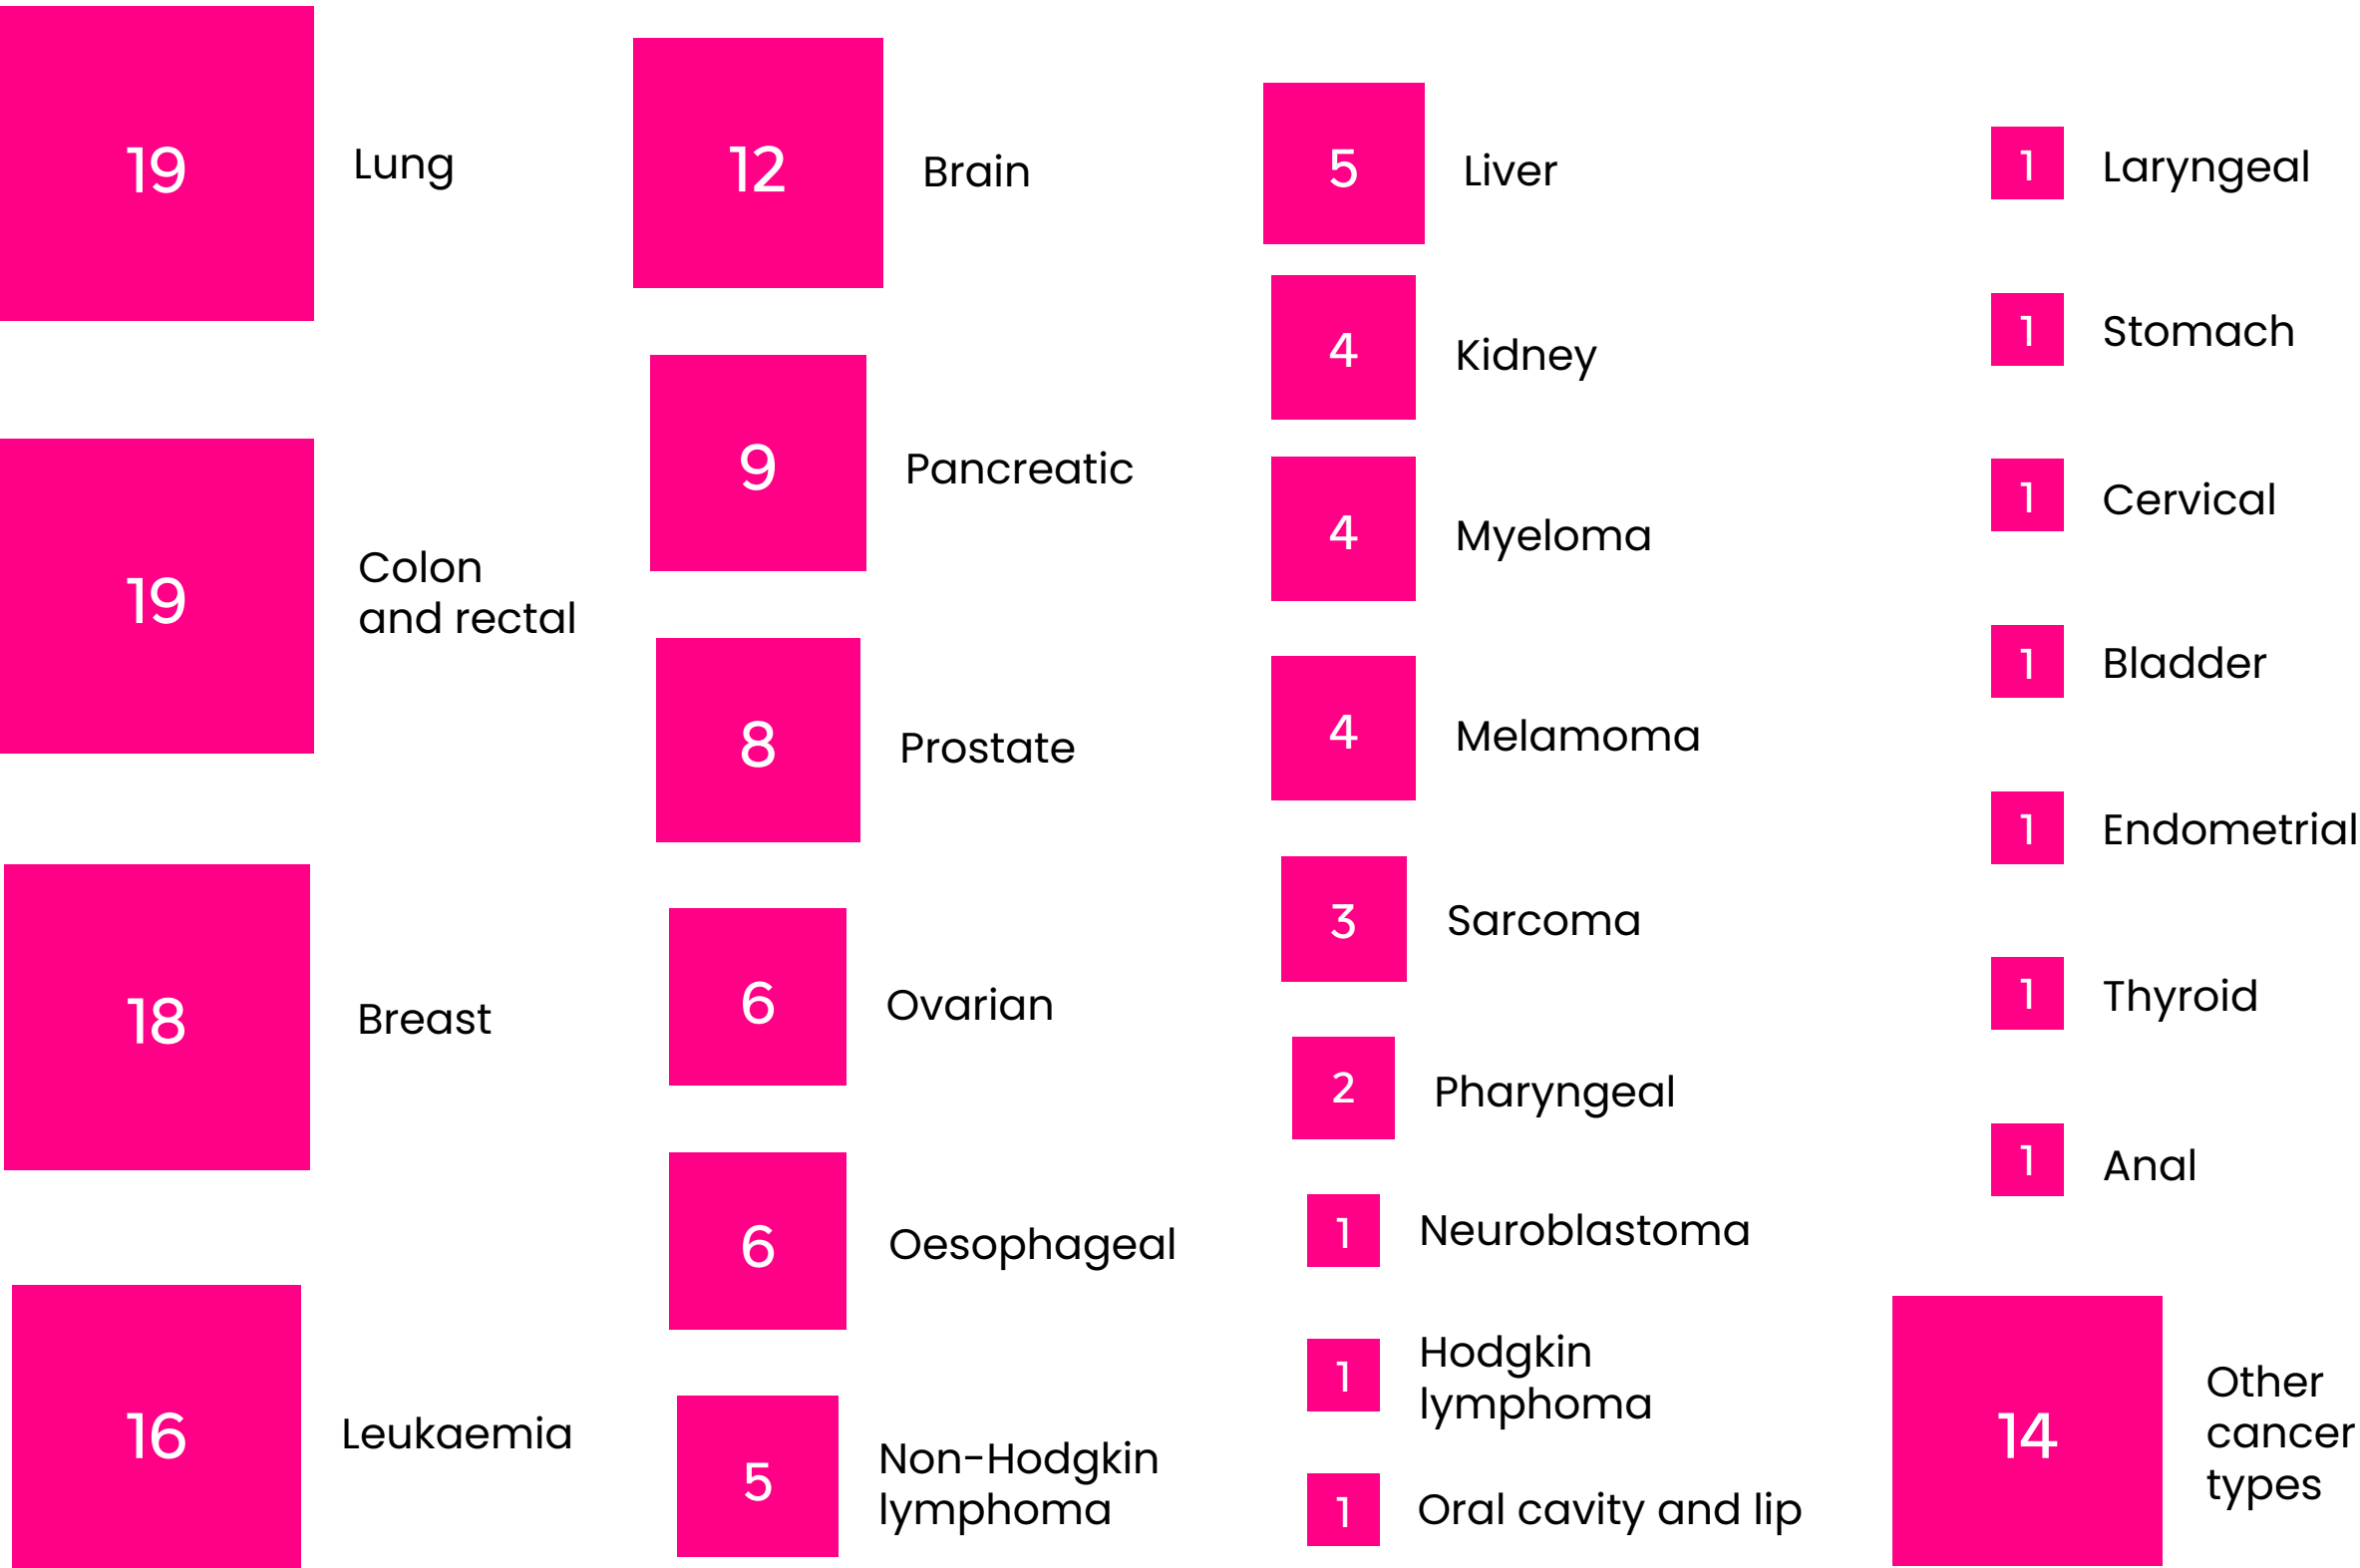 19
Lung
19
Colon
and rectal
18
Breast
16
Leukaemia
12
Brain
9
Pancreatic
8
Prostate
6
Ovarian
6
Oesophageal
5
Non-Hodgkin
lymphoma
5
Liver
4
Kidney
4
Myeloma
4
Melamoma
3
Sarcoma
2
Pharyngeal
1
Neuroblastoma
1
Hodgkin
lymphoma
1
Oral cavity and lip
1
Laryngeal
1
Stomach
1
Cervical
1
Bladder
1
Endometrial
1
Thyroid
1
Anal
14
Other
cancer
types